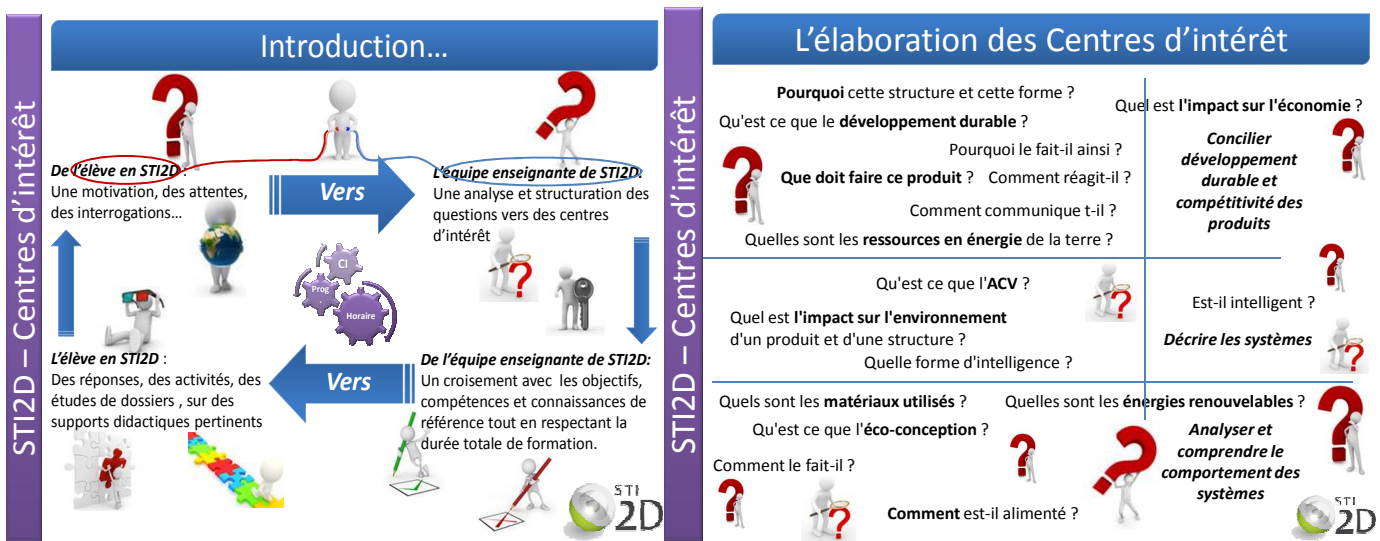 STI2D – Centres d'intérêt
Introduction…
De l'élève en STI2D :
Une motivation, des attentes,
des interrogations…
Vers
L'équipe enseignante de STI2D:
Une analyse et structuration des
questions vers des centres
d'intérêt
CI
Prog
.
Horaire
L'élève en STI2D :
Des réponses, des activités, des
études de dossiers , sur des
supports didactiques pertinents
Vers
De l'équipe enseignante de STI2D:
Un croisement avec les objectifs,
compétences et connaissances de
référence tout en respectant la
durée totale de formation.
STI
2D
STI2D – Centres d'intérêt
L'élaboration des Centres d'intérêt
Pourquoi cette structure et cette forme ?
Quel est l'impact sur l'économie ?
Qu'est ce que le développement durable ?
Pourquoi le fait-il ainsi ?
Que doit faire ce produit ? Comment réagit-il ?
Comment communique t-il ?
Quelles sont les ressources en énergie de la terre ?
Concilier
développement
durable et
compétitivité des
produits
Qu'est ce que l'ACV ?
Quel est l'impact sur l'environnement
d'un produit et d'une structure ?
Quelle forme d'intelligence ?
Est-il intelligent ?
Décrire les systèmes
Quels sont les matériaux utilisés ?
Quelles sont les énergies renouvelables ?
Qu'est ce que l'éco-conception ?
Comment le fait-il ?
Comment est-il alimenté ?
Analyser et
comprendre le
comportement des
systèmes
STI
2D